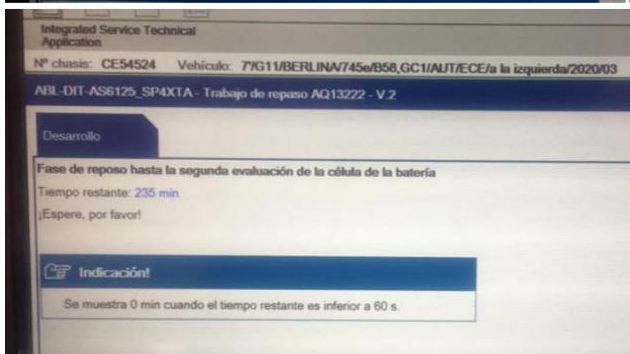 Integrated Service Technical
Application
Nº chasis: CE54524 Vehículo: 7'/G11/BERLINA/745e/B58,GC1/AUT/ECE/a la izquierda/2020/03
ABL-DIT-AS6125_SP4XTA - Trabajo de repaso AQ13222 - V.2
Desarrollo
Fase de reposo hasta la segunda evaluación de la célula de la batería
Tiempo restante: 235 min
¡Espere, por favor!
Indicación!
Se muestra 0 min cuando el tiempo restante es inferior a 60 s.